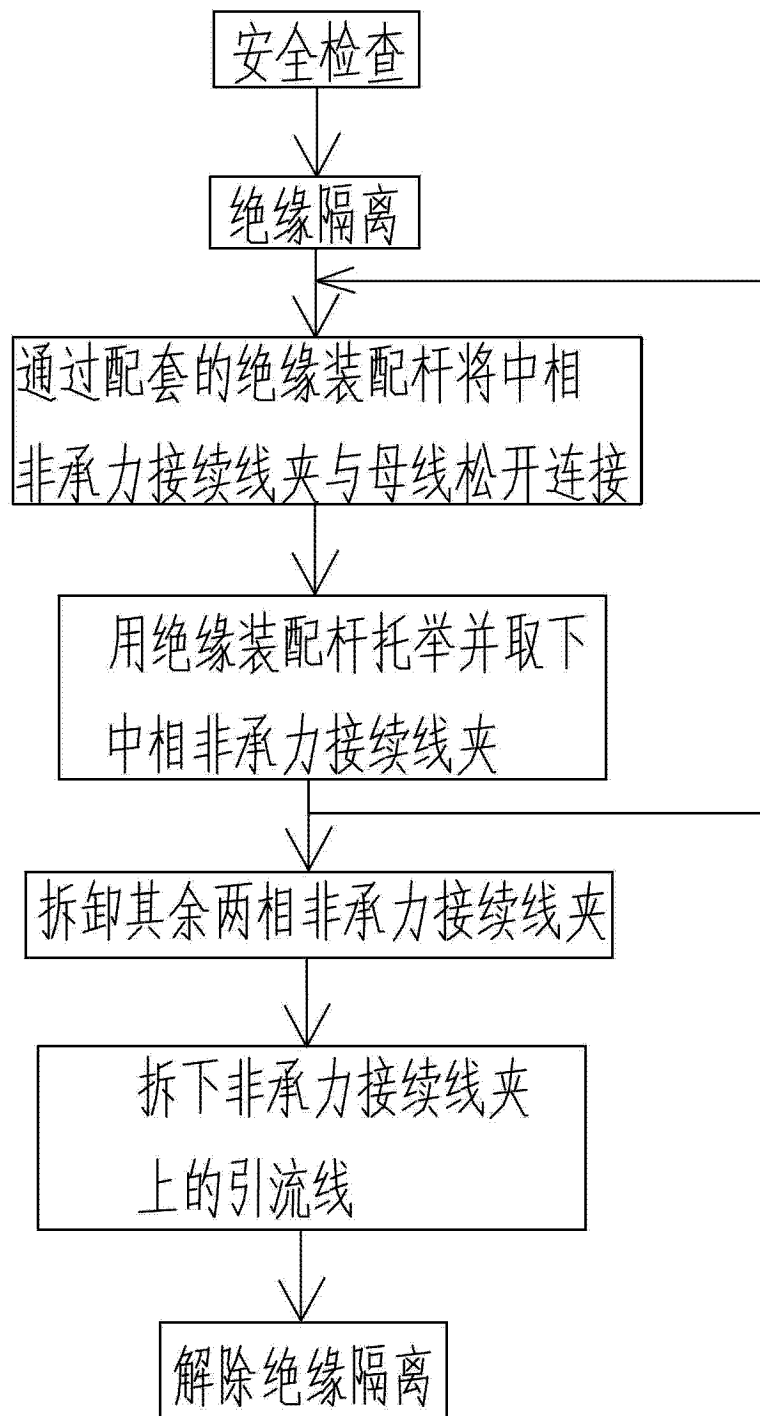 安全检查
绝缘隔离
通过配套的绝缘装配杆将中相
非承力接续线夹与母线松开连接
用绝缘装配杆托举并取下
中相非承力接续线夹
拆卸其余两相非承力接续线夹
拆下非承力接续线夹
上的引流线
解除绝缘隔离